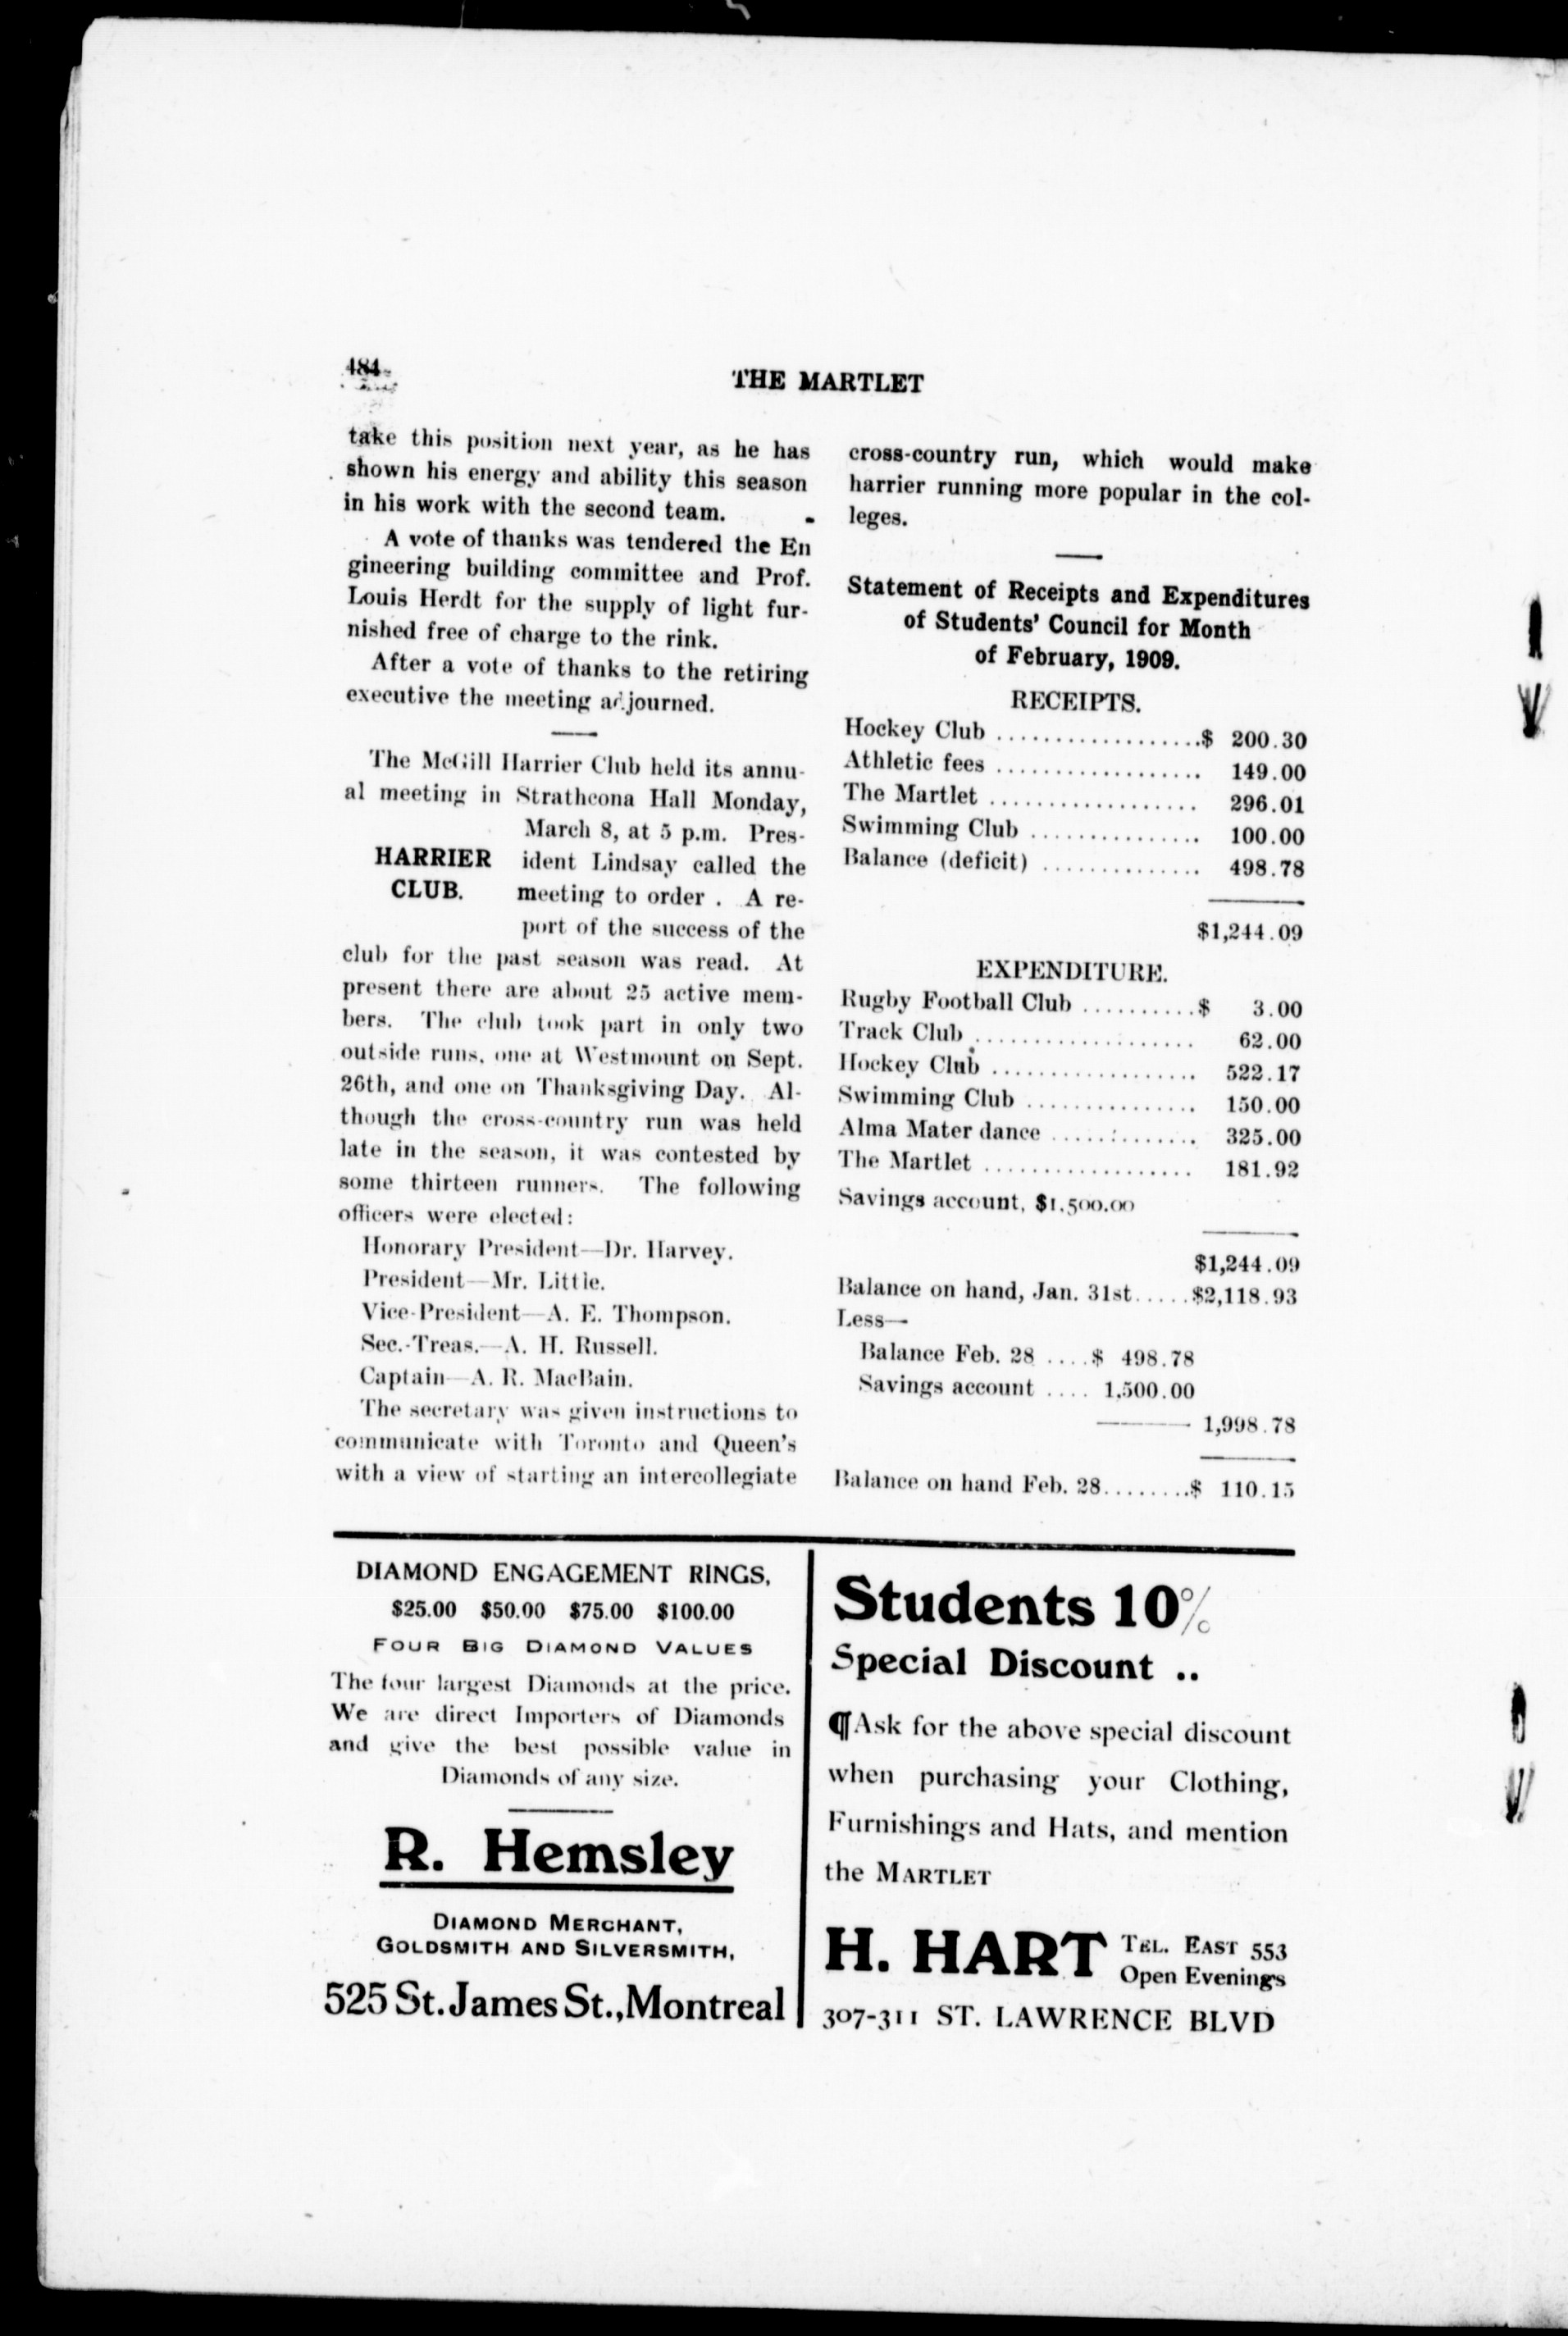 484
THE MARTLET
take this position next year, as he has
shown his energy and ability this season
in his work with the second team.
A vote of thanks was tendered the En
gineering building committee and Prof.
Louis Herdt for the supply of light fur-
nished free of charge to the rink.
After a vote of thanks to the retiring
executive the meeting adjourned.
The McGill Harrier Club held its annu-
al meeting in Strathcona Hall Monday,
March 8, at 5 p.m. Pres-
HARRIER ident Lindsay called the
CLUB. meeting to order . A re-
port of the success of the
club for the past season was read. At
present there are about 25 active mem-
bers. The club took part in only two
outside runs, one at Westmount on Sept.
26th, and one on Thanksgiving Day. Al-
though the cross-country run was held
late in the season, it was contested by
some thirteen runners. The following
officers were elected:
Honorary President—Dr. Harvey.
President—Mr. Little.
Vice-President—A. E. Thompson.
Sec.-Treas.—A. H. Russell.
Captain—A. R. MacBain.
The secretary was given instructions to
communicate with Toronto and Queen's
with a view of starting an intercollegiate
cross-country run, which would make
harrier running more popular in the col-
leges.
Statement of Receipts and Expenditures
of Students' Council for Month
of February, 1909.
RECEIPTS.
Hockey Club ..................$ 200.30
Athletic fees .................. 149.00
The Martlet .................. 296.01
Swimming Club ............... 100.00
Balance (deficit) .............. 498.78
$1,244.09
EXPENDITURE.
Rugby Football Club ..........$ 3.00
Track Club ................... 62.00
Hockey Club .................. 522.17
Swimming Club ............... 150.00
Alma Mater dance ............. 325.00
The Martlet .................. 181.92
Savings account, $1,500.00
$1,244.09
Balance on hand, Jan. 31st.....$2,118.93
Less—
Balance Feb. 28 ....$ 498.78
Savings account .... 1,500.00
1,998.78
Balance on hand Feb. 28........$ 110.15
DIAMOND ENGAGEMENT RINGS,
$25.00 $50.00 $75.00 $100.00
FOUR BIG DIAMOND VALUES
The four largest Diamonds at the price.
We are direct Importers of Diamonds
and give the best possible value in
Diamonds of any size.
R. Hemsley
DIAMOND MERCHANT,
GOLDSMITH AND SILVERSMITH,
525 St. James St., Montreal
Students 10%
Special Discount ..
¶Ask for the above special discount
when purchasing your Clothing,
Furnishings and Hats, and mention
the MARTLET
H. HART TEL. EAST 553
Open Evenings
307-311 ST. LAWRENCE BLVD